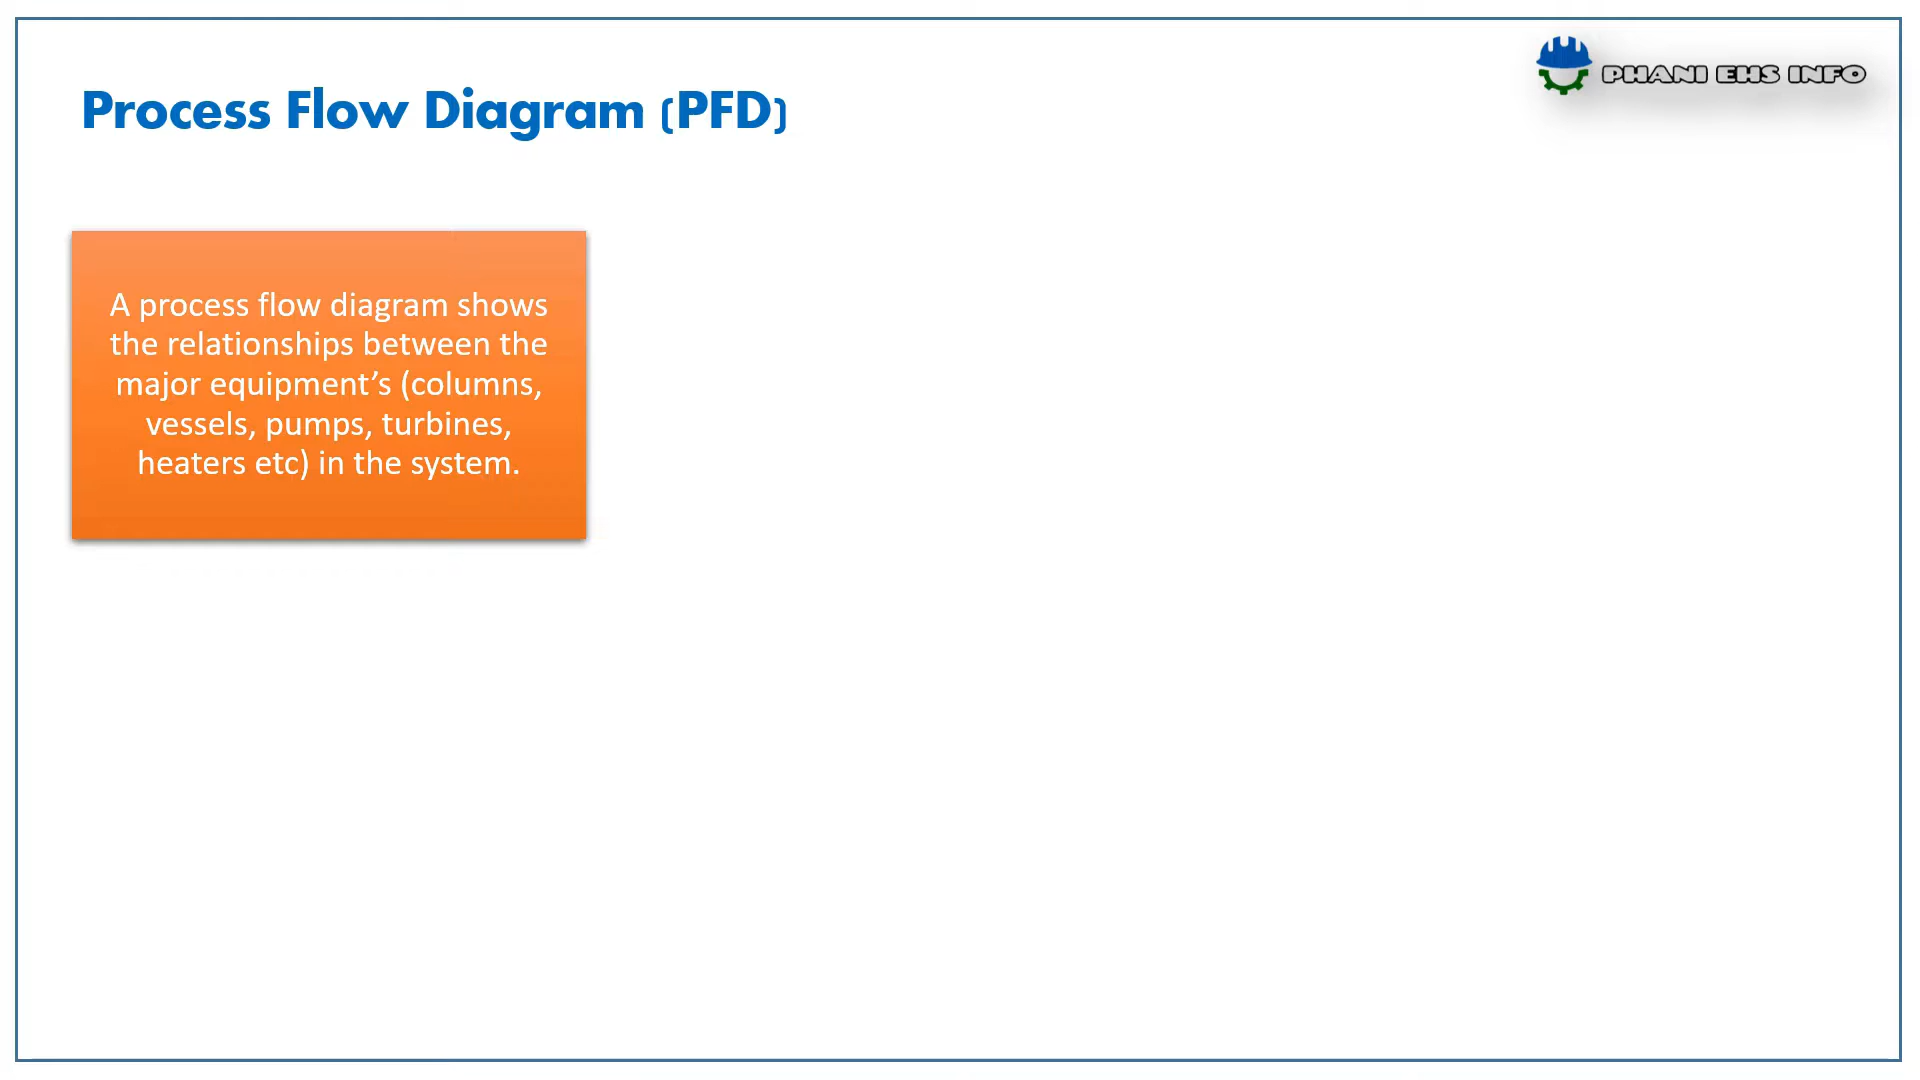 PHANI EHS INFO
Process Flow Diagram (PFD)
A process flow diagram shows
the relationships between the
major equipment’s (columns,
vessels, pumps, turbines,
heaters etc) in the system.